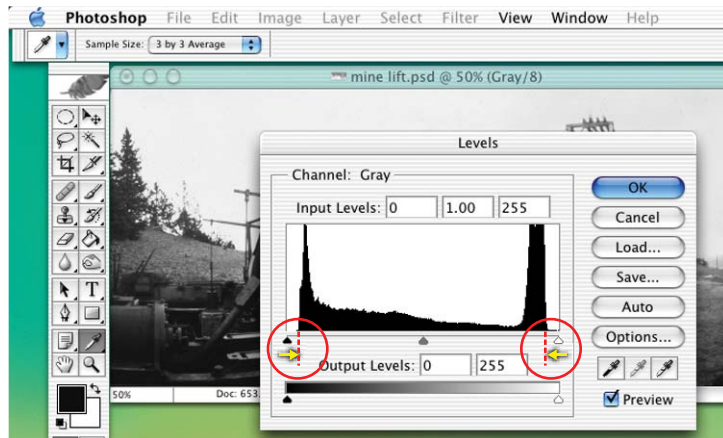 Photoshop File Edit Image Layer Select Filter View Window Help
Sample Size: 3 by 3 Average
mine lift.psd @ 50% (Gray/8)
Levels
Channel: Gray
Input Levels: 0 1.00 255
Output Levels: 0 255
OK
Cancel
Load...
Save...
Auto
Options...
Preview
T
50%
Doc: 653